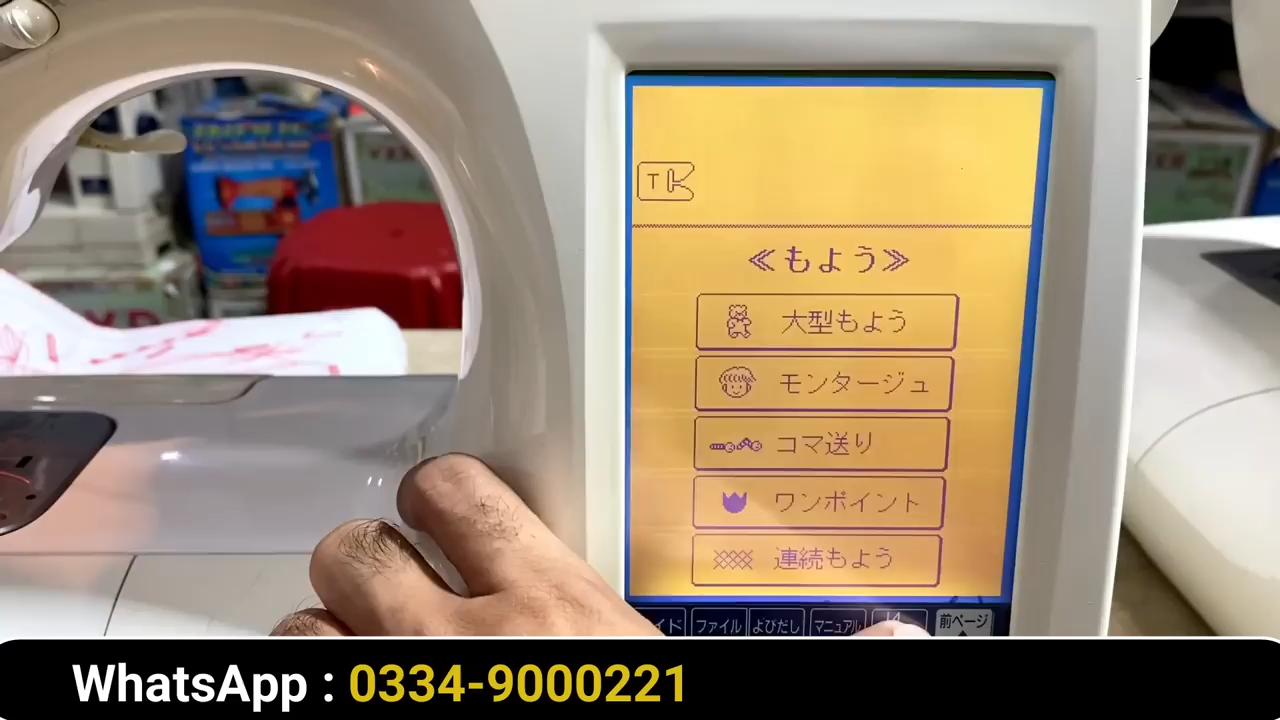 T K
≪もよう≫
大型もよう
モンタージュ
コマ送り
ワンポイント
連続もよう
イド ファイル よびだし マニュアル 前ページ
WhatsApp : 0334-9000221